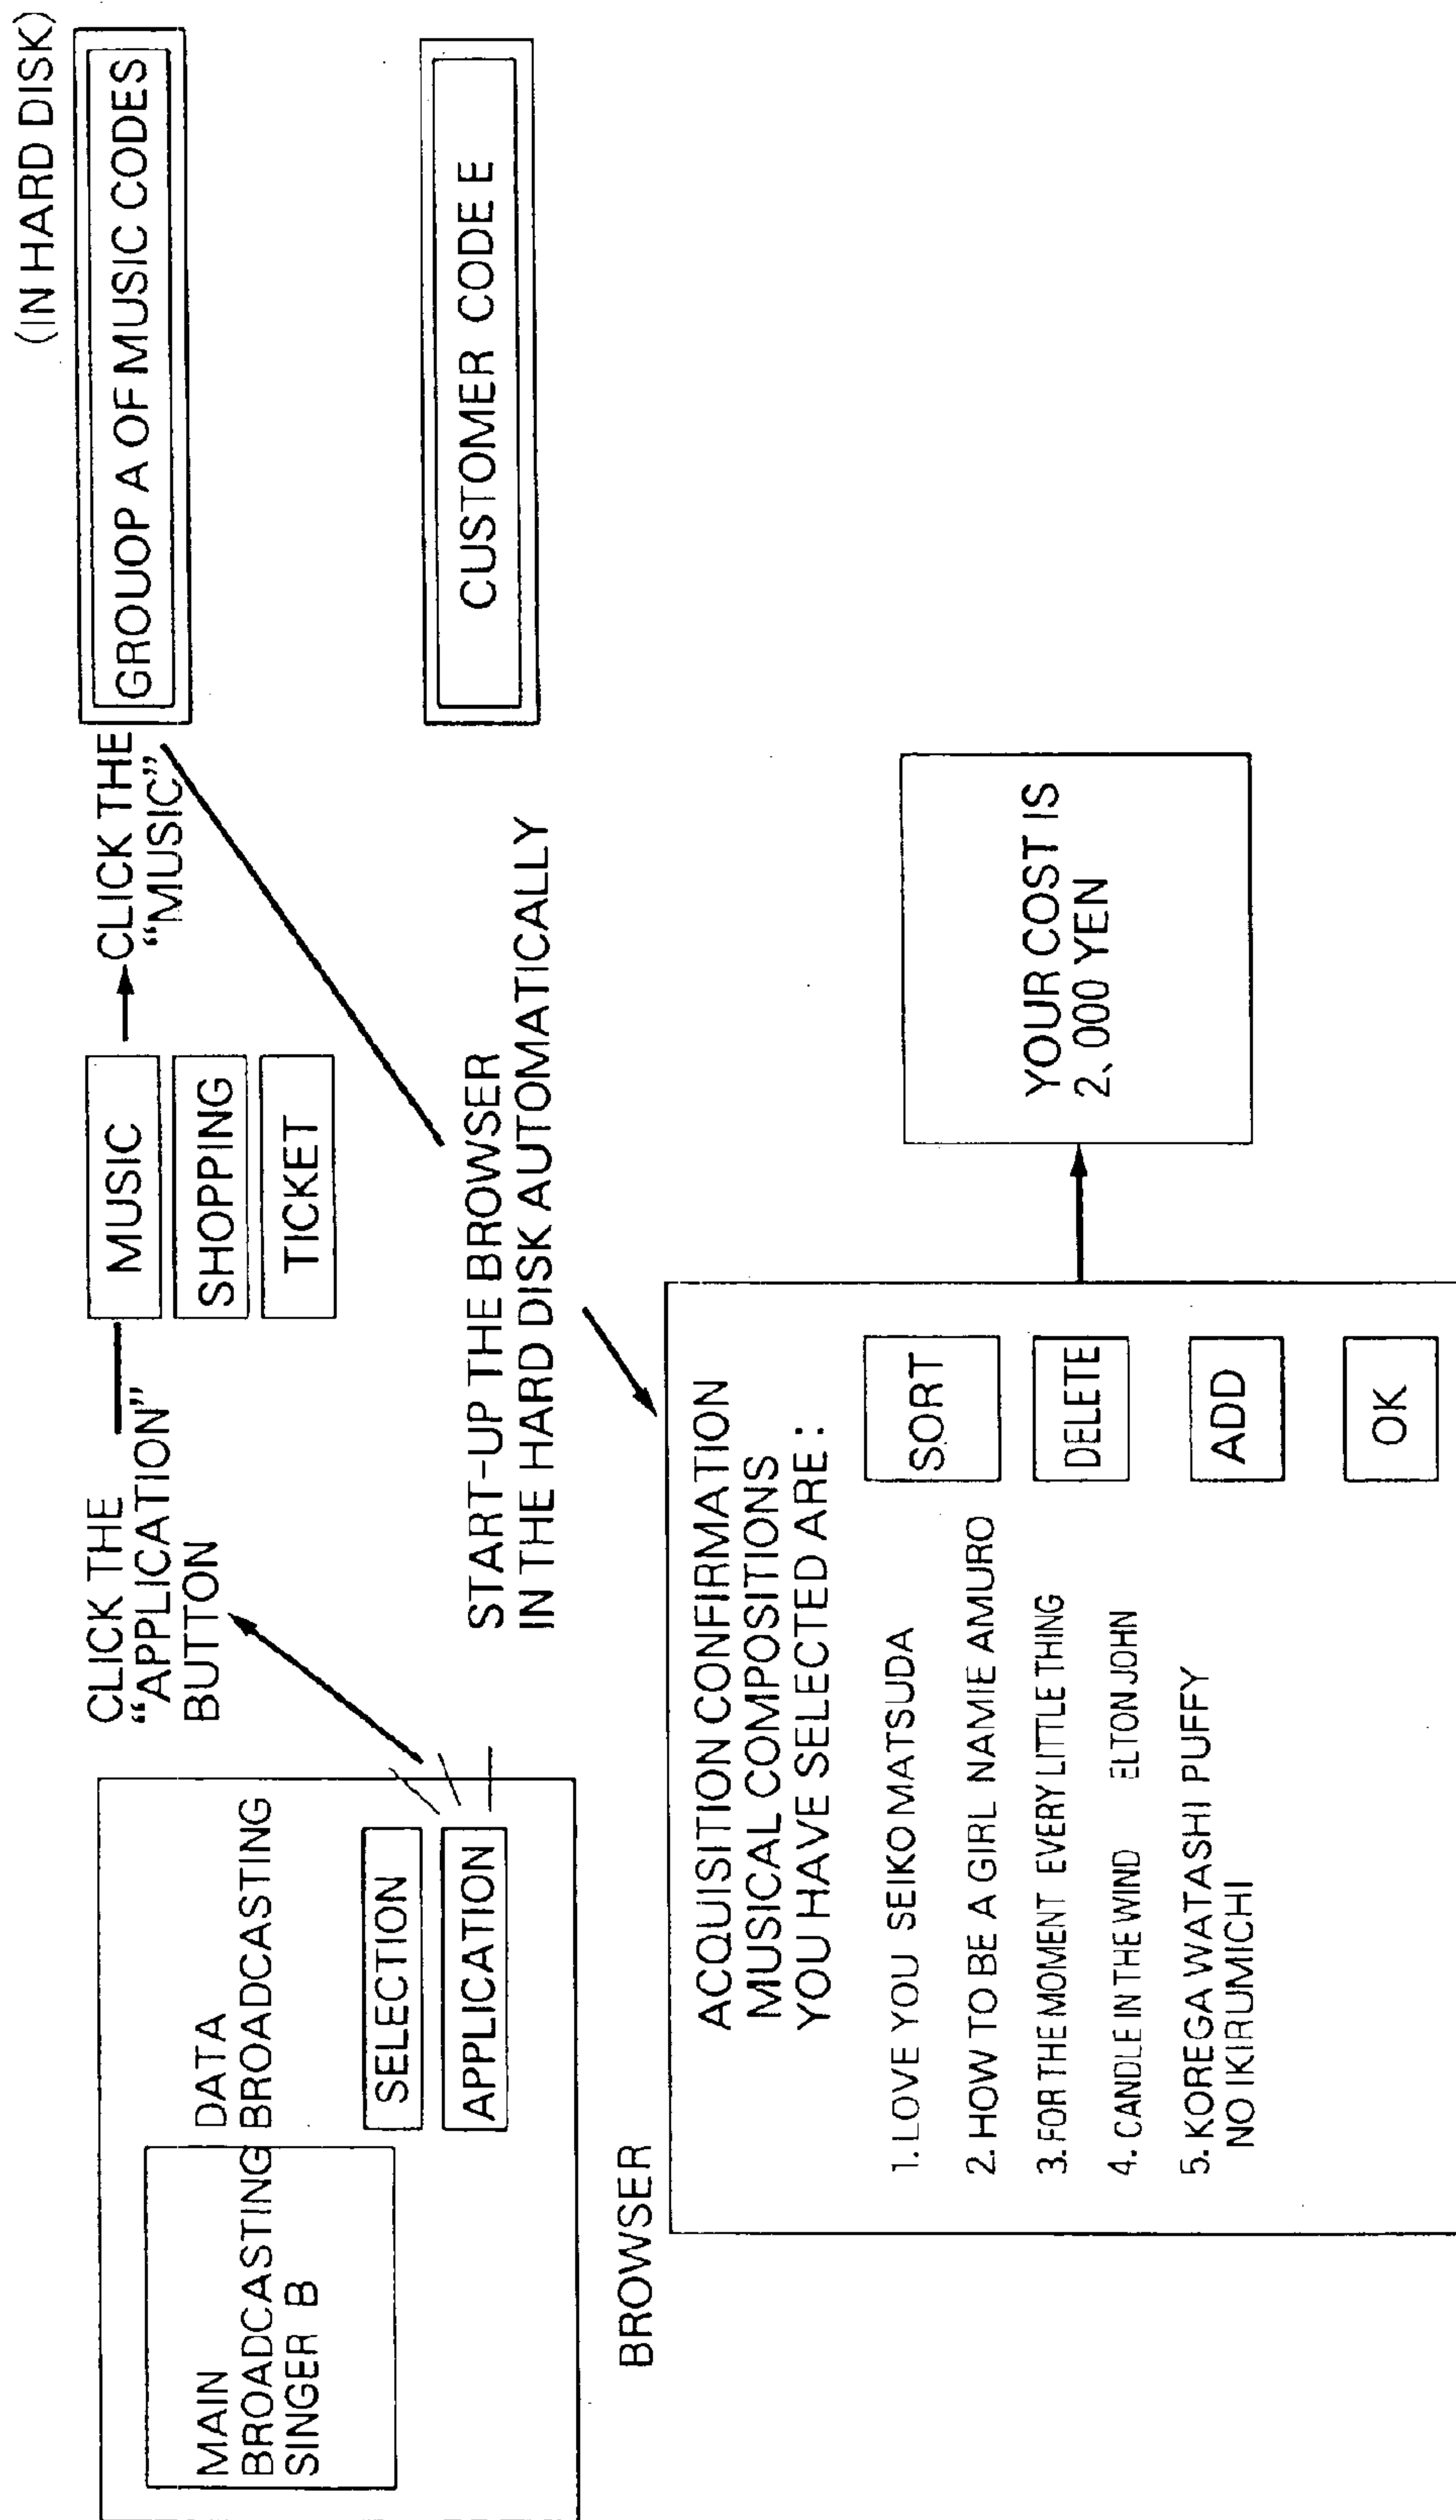 (IN HARD DISK)
MAIN
BROADCASTING
SINGER B
DATA
BROADCASTING
SELECTION
APPLICATION
CLICK THE
“APPLICATION”
BUTTON
MUSIC
SHOPPING
TICKET
CLICK THE
“MUSIC”
GROUOP A OF MUSIC CODES
CUSTOMER CODE E
START-UP THE BROWSER
IN THE HARD DISK AUTOMATICALLY
BROWSER
ACQUISITION CONFIRMATION
MUSICAL COMPOSITIONS
YOU HAVE SELECTED ARE:
1. LOVE YOU SEIKO MATSUDA
2. HOW TO BE A GIRL NAMIE AMURO
3. FOR THE MOMENT EVERY LITTLE THING
4. CANDLE IN THE WIND ELTON JOHN
5. KOREGA WATASHI PUFFY
NO IKIRUMICHI
SORT
DELETE
ADD
OK
YOUR COST IS
2、000 YEN